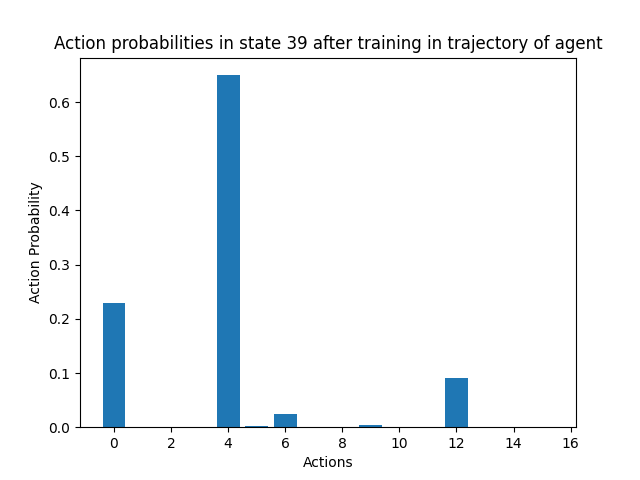 Action probabilities in state 39 after training in trajectory of agent
0.6
0.5
0.4
0.3
0.2
0.1
0.0
Action Probability
0 2 4 6 8 10 12 14 16
Actions